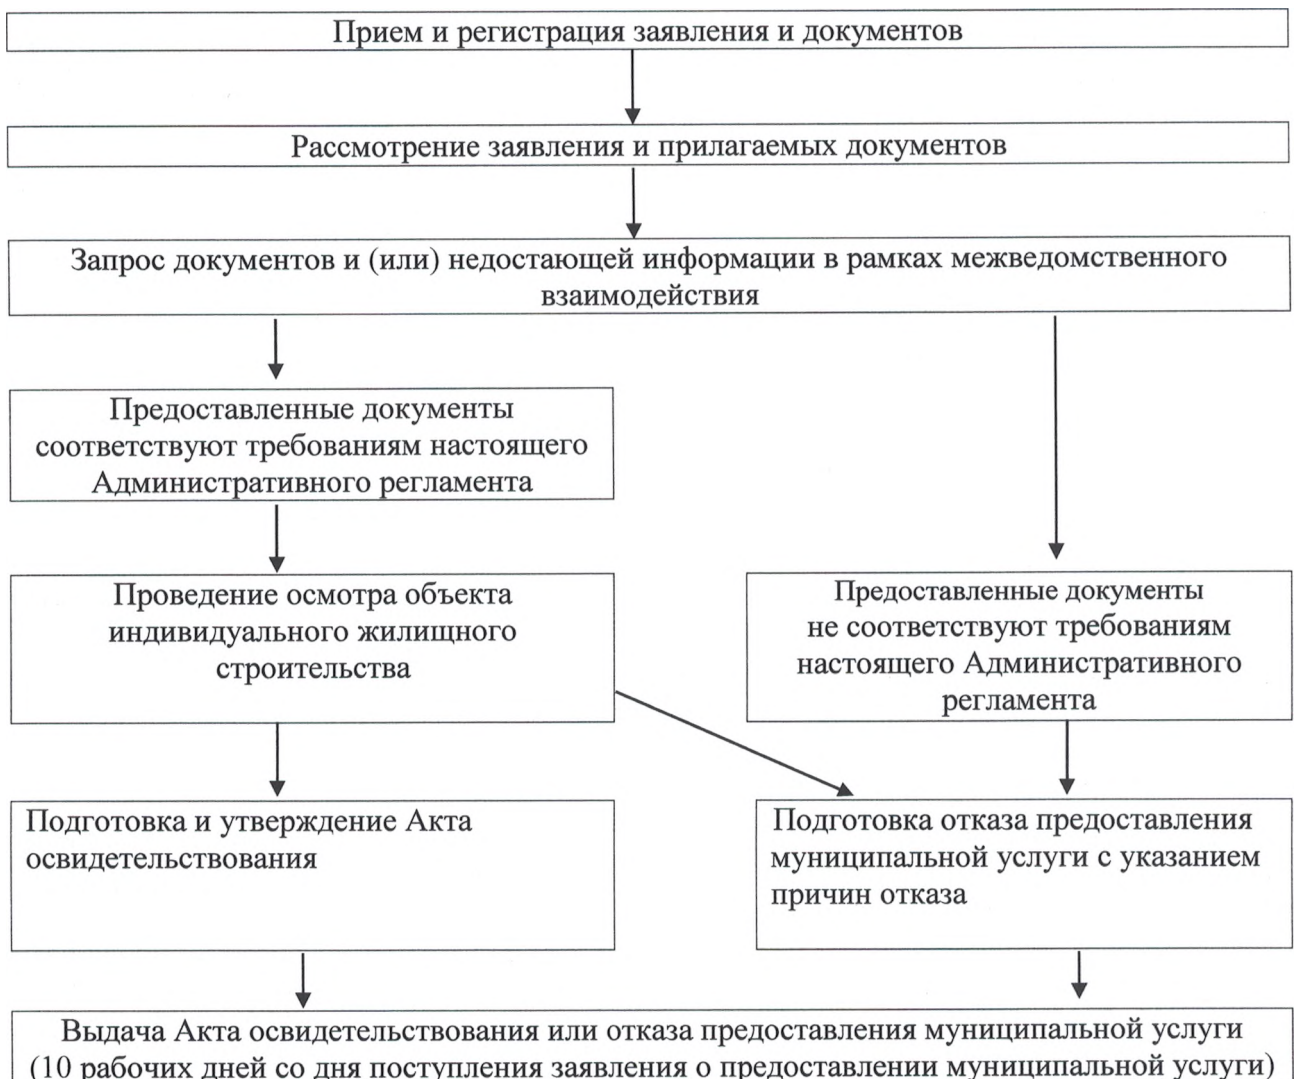 Прием и регистрация заявления и документов
Рассмотрение заявления и прилагаемых документов
Запрос документов и (или) недостающей информации в рамках межведомственного
взаимодействия
Предоставленные документы
соответствуют требованиям настоящего
Административного регламента
Проведение осмотра объекта
индивидуального жилищного
строительства
Предоставленные документы
не соответствуют требованиям
настоящего Административного
регламента
Подготовка и утверждение Акта
освидетельствования
Подготовка отказа предоставления
муниципальной услуги с указанием
причин отказа
Выдача Акта освидетельствования или отказа предоставления муниципальной услуги
(10 рабочих дней со дня поступления заявления о предоставлении муниципальной услуги)